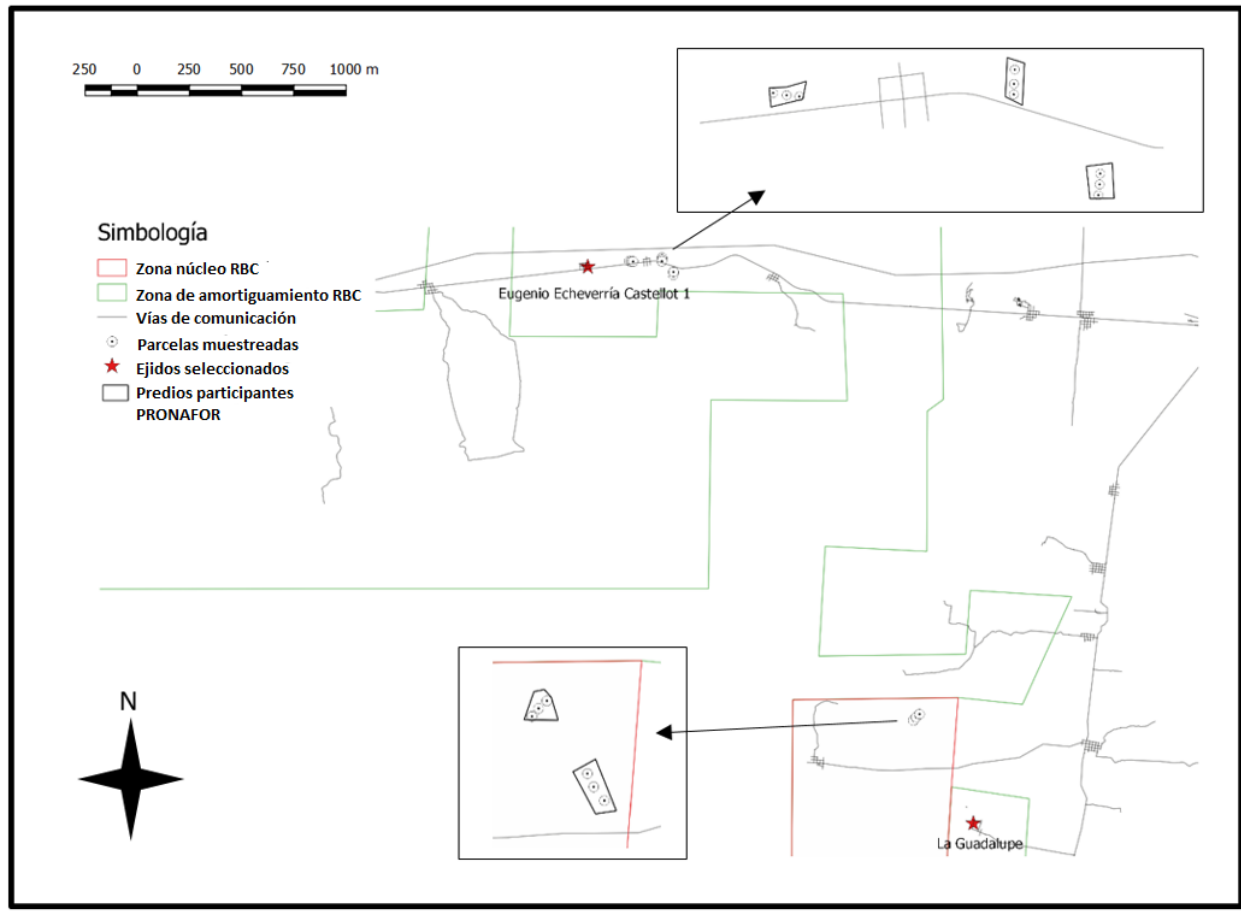 250 0 250 500 750 1000 m
Simbología
Zona núcleo RBC
Zona de amortiguamiento RBC
Vías de comunicación
Parcelas muestreadas
Ejidos seleccionados
Predios participantes
PRONAFOR
Eugenio Echeverría Castellot 1
N
La Guadalupe